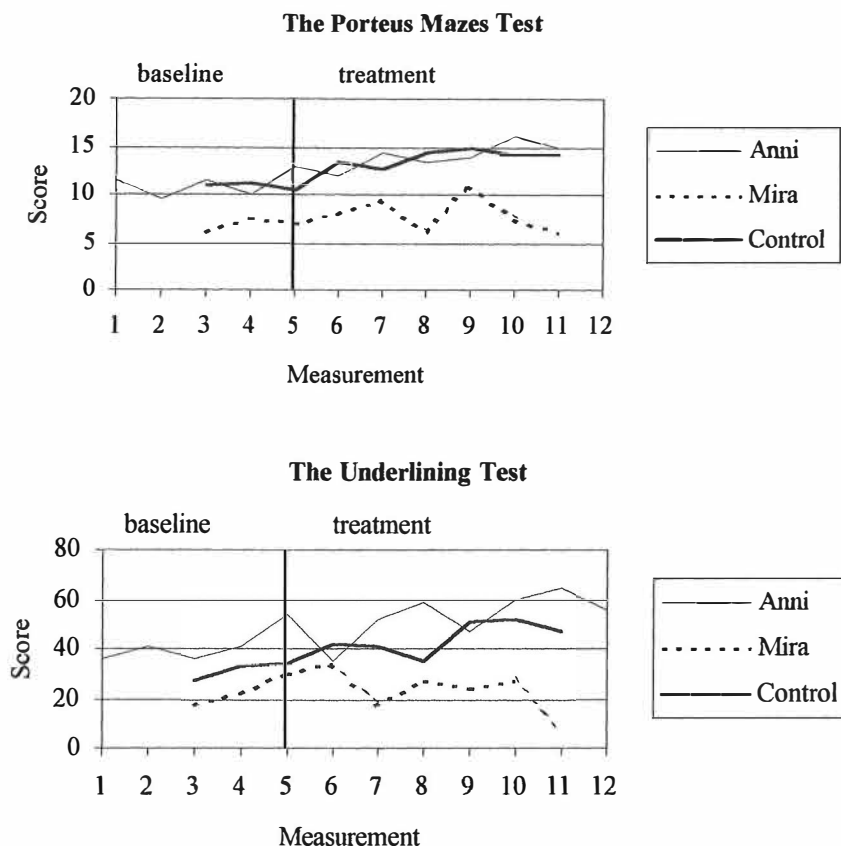 The Porteus Mazes Test
baseline treatment
20
15
10
5
0
Score
1 2 3 4 5 6 7 8 9 10 11 12
Measurement
Anni
Mira
Control
The Underlining Test
baseline treatment
80
60
40
20
0
Score
1 2 3 4 5 6 7 8 9 10 11 12
Measurement
Anni
Mira
Control